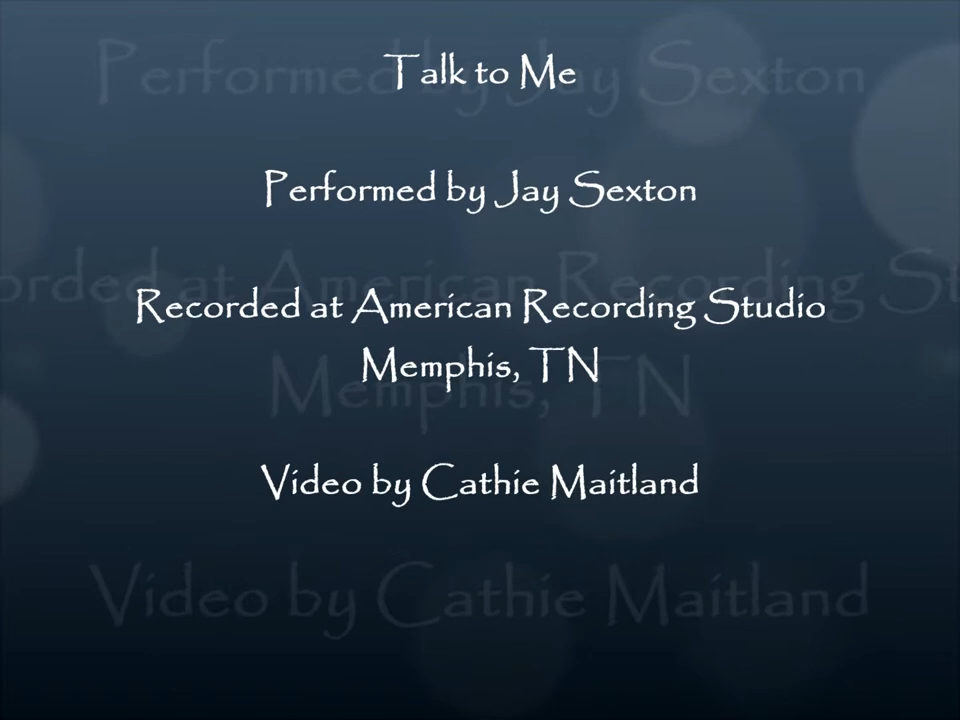 Talk to Me
Performed by Jay Sexton
Recorded at American Recording Studio
Memphis, TN
Video by Cathie Maitland